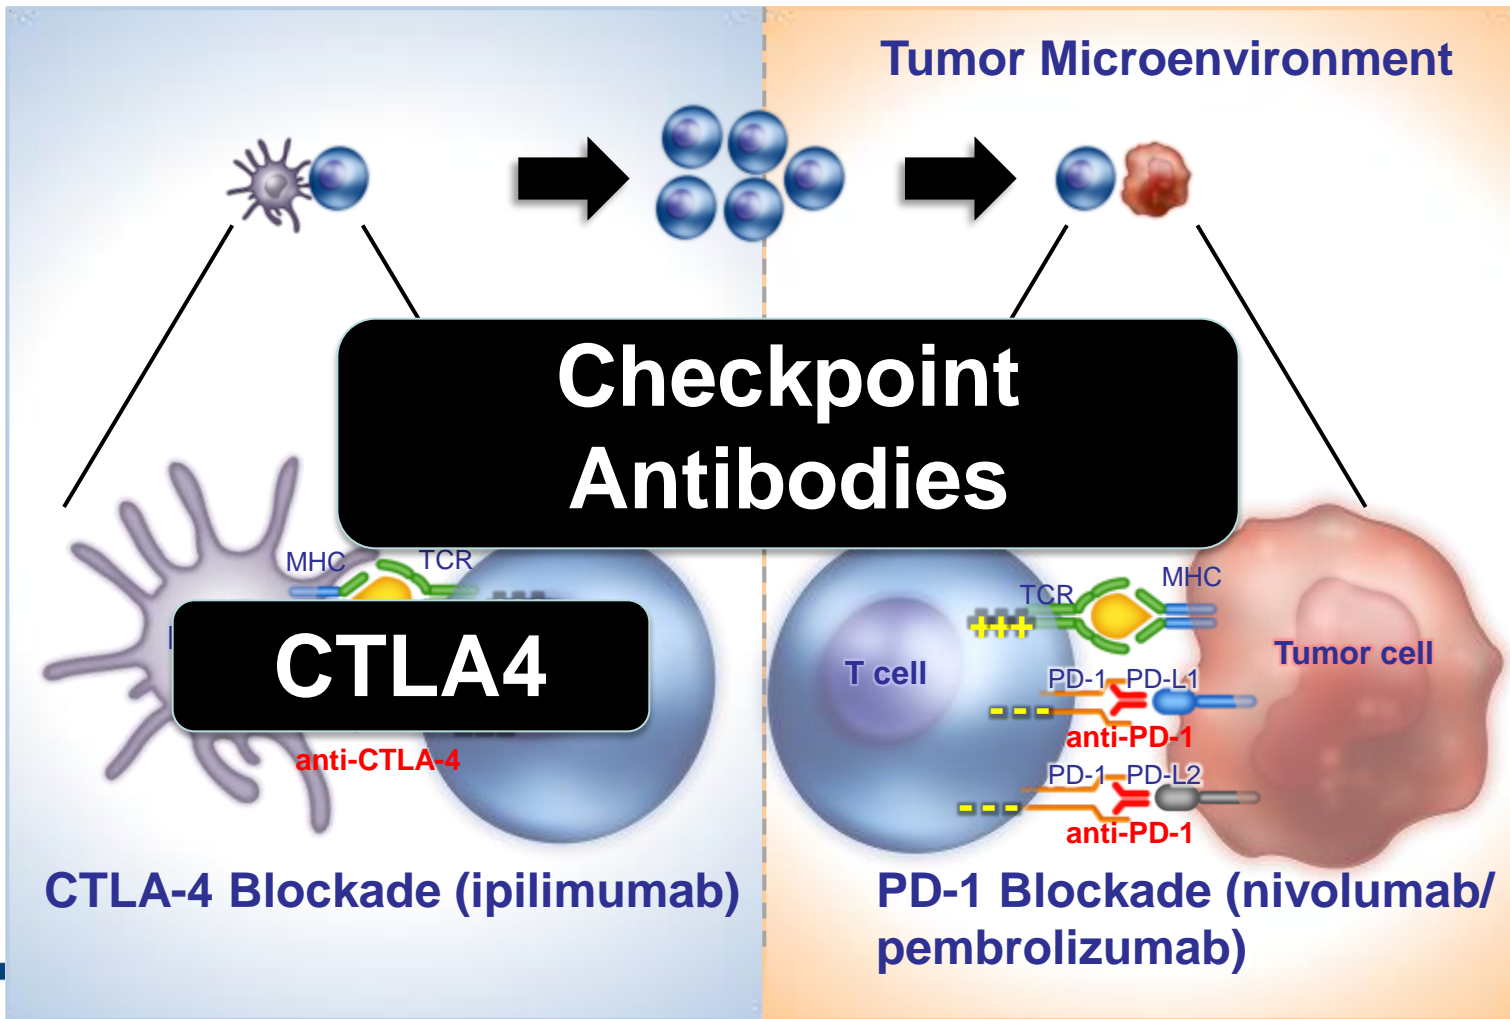 Tumor Microenvironment
Checkpoint
Antibodies
MHC
TCR
CTLA4
anti-CTLA-4
CTLA-4 Blockade (ipilimumab)
TCR
MHC
+++
T cell
Tumor cell
PD-1
PD-L1
- - -
anti-PD-1
PD-1
PD-L2
- - -
anti-PD-1
PD-1 Blockade (nivolumab/
pembrolizumab)